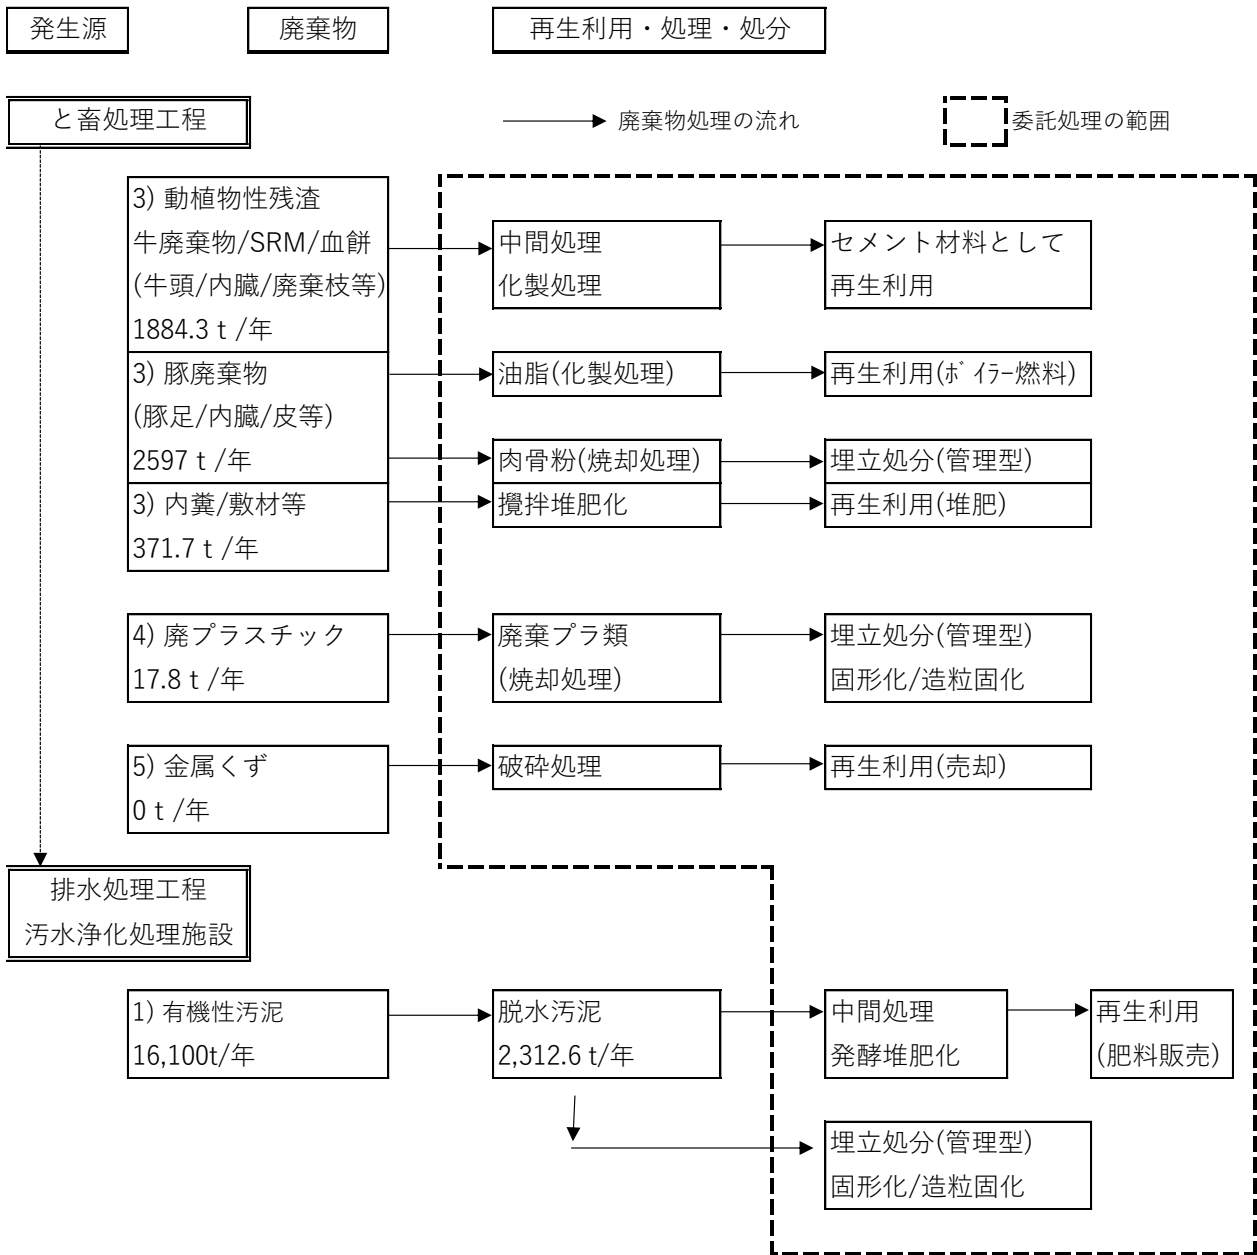 発生源
廃棄物
再生利用・処理・処分
と畜処理工程
廃棄物処理の流れ
委託処理の範囲
3) 動植物性残渣
牛廃棄物/SRM/血餅
(牛頭/内臓/廃棄枝等)
1884.3 t /年
中間処理
化製処理
セメント材料として
再生利用
3) 豚廃棄物
(豚足/内臓/皮等)
2597 t /年
油脂(化製処理)
再生利用(ﾎﾞｲﾗｰ燃料)
肉骨粉(焼却処理)
埋立処分(管理型)
3) 内糞/敷材等
371.7 t /年
攪拌堆肥化
再生利用(堆肥)
4) 廃プラスチック
17.8 t /年
廃棄プラ類
(焼却処理)
埋立処分(管理型)
固形化/造粒固化
5) 金属くず
0 t /年
破砕処理
再生利用(売却)
排水処理工程
汚水浄化処理施設
1) 有機性汚泥
16,100t/年
脱水汚泥
2,312.6 t/年
中間処理
発酵堆肥化
再生利用
(肥料販売)
埋立処分(管理型)
固形化/造粒固化